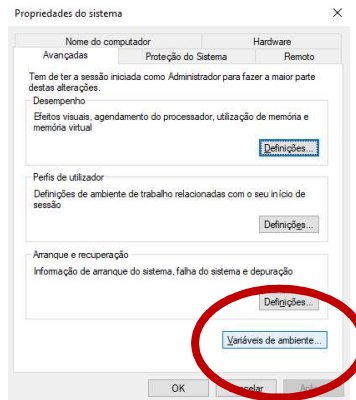 Propriedades do sistema
Nome do computador Hardware
Avançadas Proteção do Sistema Remoto
Tem de ter a sessão iniciada como Administrador para fazer a maior parte
destas alterações.
Desempenho
Efeitos visuais, agendamento do processador, utilização de memória e
memória virtual
Definições...
Perfis de utilizador
Definições de ambiente de trabalho relacionadas com o seu início de
sessão
Definições...
Arranque e recuperação
Informação de arranque do sistema, falha do sistema e depuração
Definições...
Variáveis de ambiente...
OK